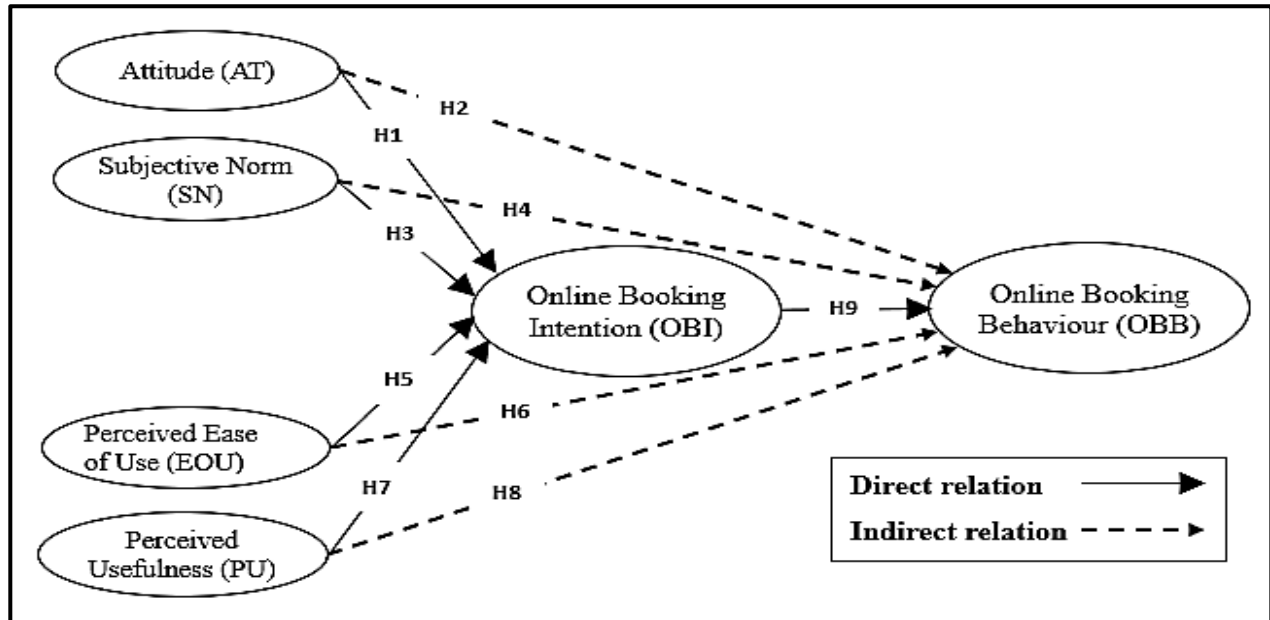 Attitude (AT)
H2
H1
Subjective Norm
(SN)
H4
H3
Online Booking
Intention (OBI)
H9
Online Booking
Behaviour (OBB)
H5
H6
Perceived Ease
of Use (EOU)
H7
H8
Perceived
Usefulness (PU)
Direct relation
Indirect relation